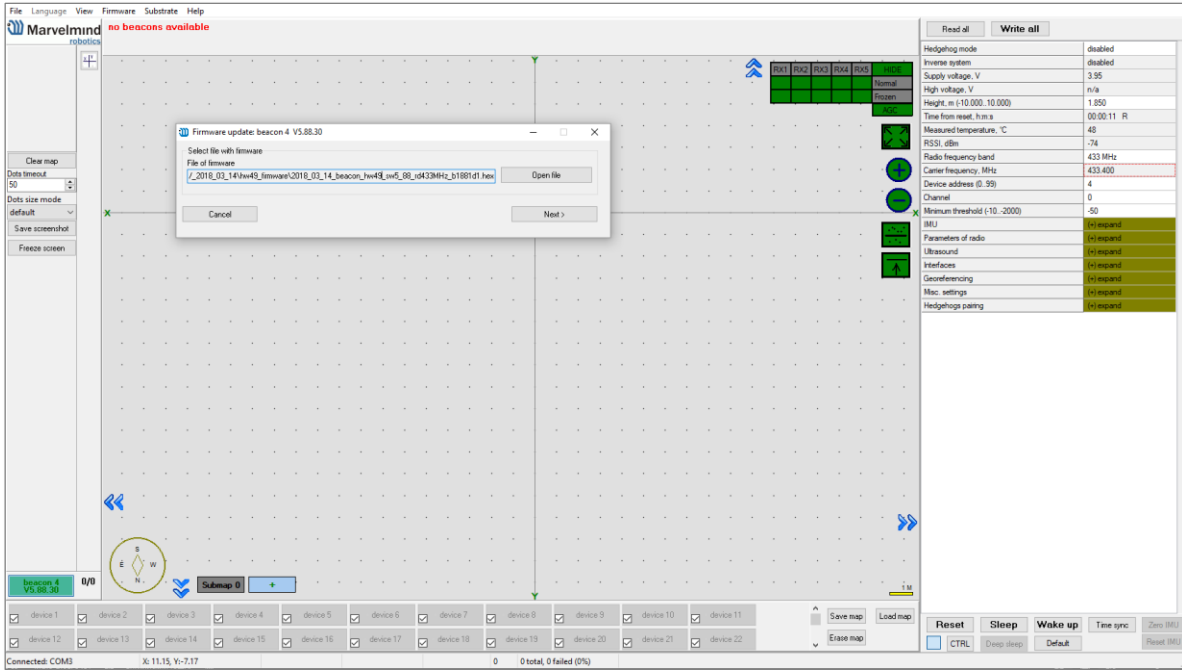 File Language View Firmware Substrate Help
Marvelmind
robotics
no beacons available
Clear map
Dots timeout
50
Dots size mode
default
Save screenshot
Freeze screen
beacon 4
V5.88.30
0/0
Y
X
X
Y
RX1 RX2 RX3 RX4 RX5 HIDE
Normal
Frozen
AGC
Firmware update: beacon 4 V5.88.30
Select file with firmware
File of firmware
/_2018_03_14\hw49_firmware\2018_03_14_beacon_hw49_sw5_88_rd433MHz_b1881d1.hex
Open file
Cancel
Next >
S
E W
N
Submap 0
+
1 M
Read all Write all
Hedgehog mode disabled
Inverse system disabled
Supply voltage, V 3.95
High voltage, V n/a
Height, m (-10.000..10.000) 1.850
Time from reset, h:m:s 00:00:11 R
Measured temperature, °C 48
RSSI, dBm -74
Radio frequency band 433 MHz
Carrier frequency, MHz 433.400
Device address (0..99) 4
Channel 0
Minimum threshold (-10..-2000) -50
IMU (+) expand
Parameters of radio (+) expand
Ultrasound (+) expand
Interfaces (+) expand
Georeferencing (+) expand
Misc. settings (+) expand
Hedgehogs pairing (+) expand
device 1 device 2 device 3 device 4 device 5 device 6 device 7 device 8 device 9 device 10 device 11
device 12 device 13 device 14 device 15 device 16 device 17 device 18 device 19 device 20 device 21 device 22
Save map Load map
Erase map
Reset Sleep Wake up Time sync Zero IMU
CTRL Deep sleep Default Reset IMU
Connected: COM3 X: 11.15, Y:-7.17 0 0 total, 0 failed (0%)